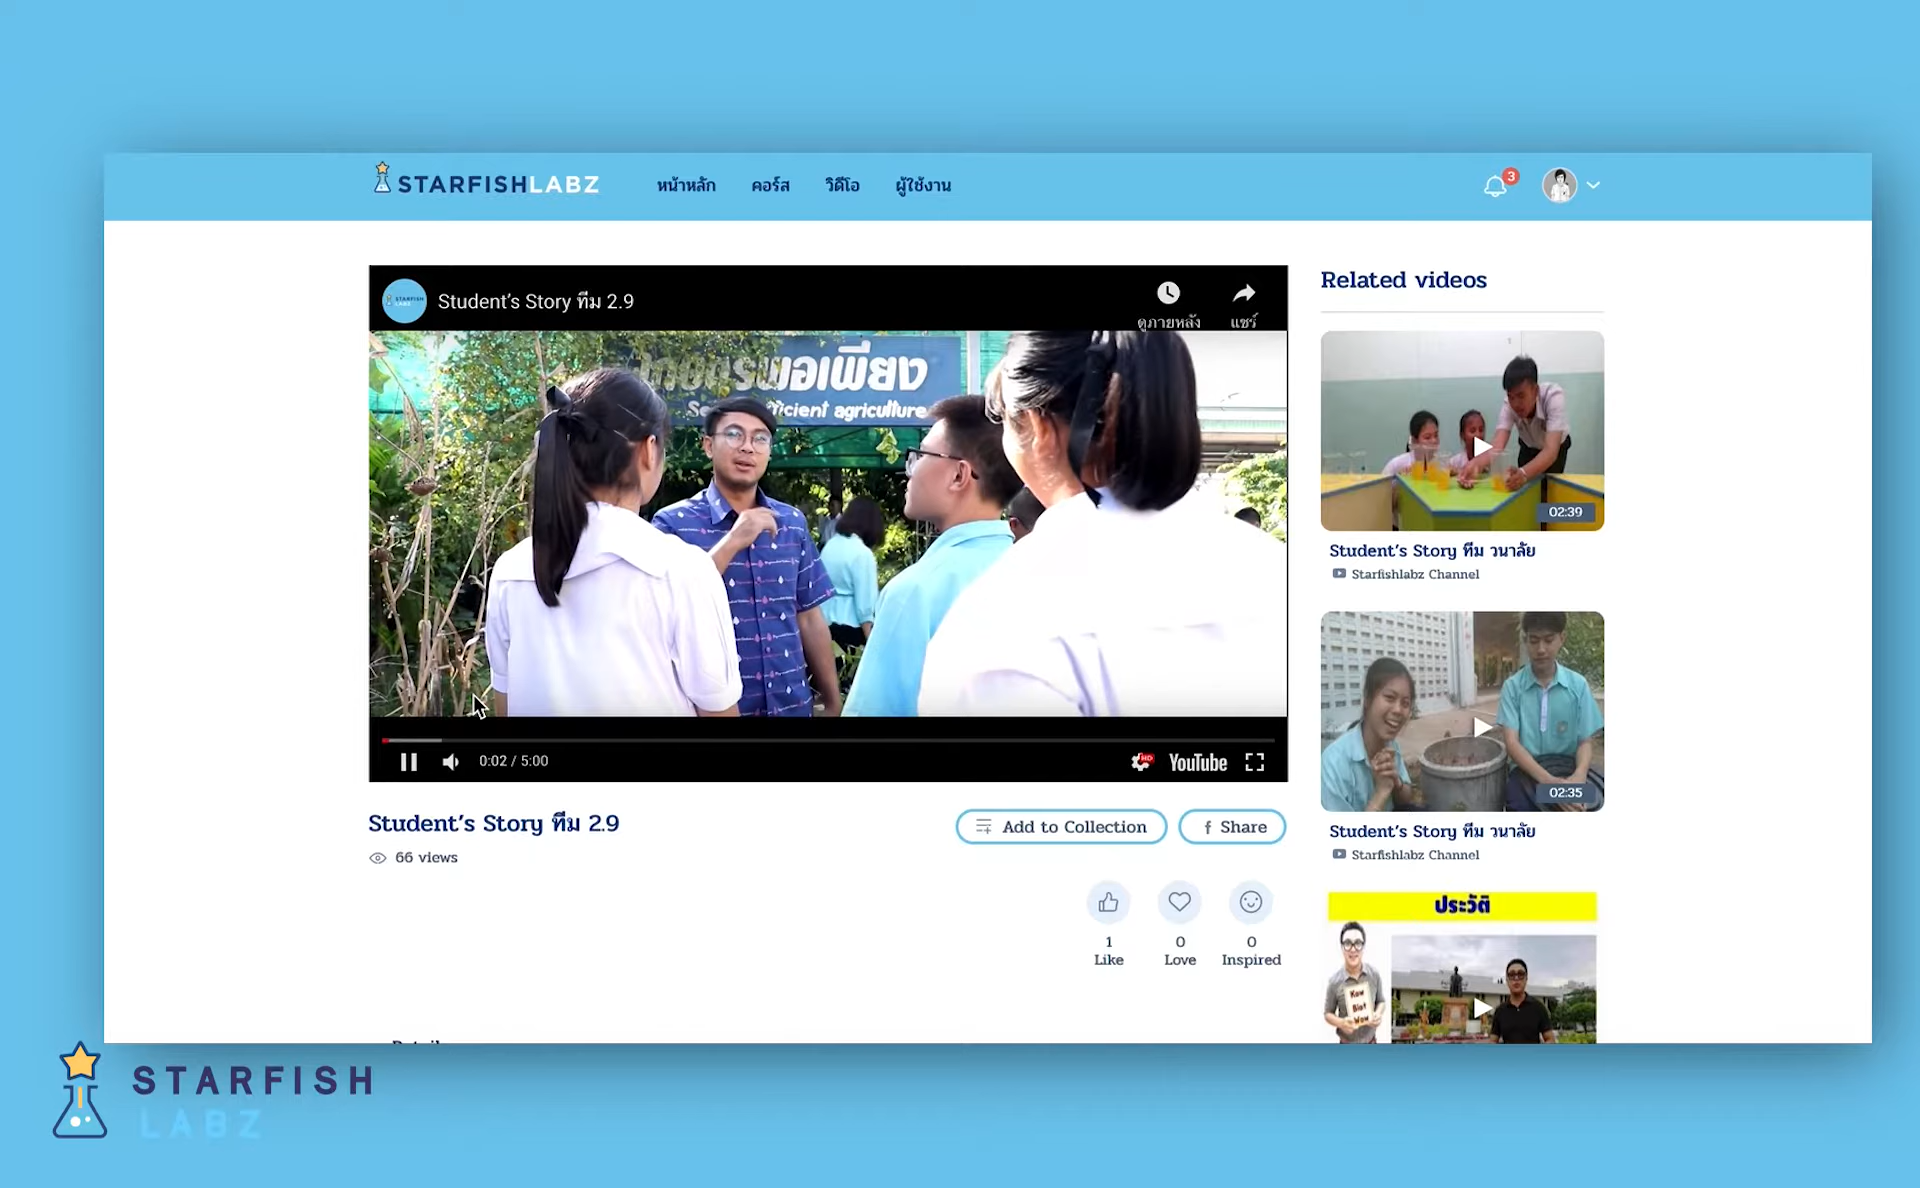 STARFISHLABZ
หน้าหลัก
คอร์ส
วิดีโอ
ผู้ใช้งาน
3
Student's Story ทีม 2.9
ดูภายหลัง
แชร์
พอเพียง
agriculture
0:02 / 5:00
HD
YouTube
Student's Story ทีม 2.9
66 views
Add to Collection
f Share
1
Like
0
Love
0
Inspired
Related videos
02:39
Student's Story ทีม วนาลัย
Starfishlabz Channel
02:35
Student's Story ทีม วนาลัย
Starfishlabz Channel
ประวัติ
STARFISH
LABZ